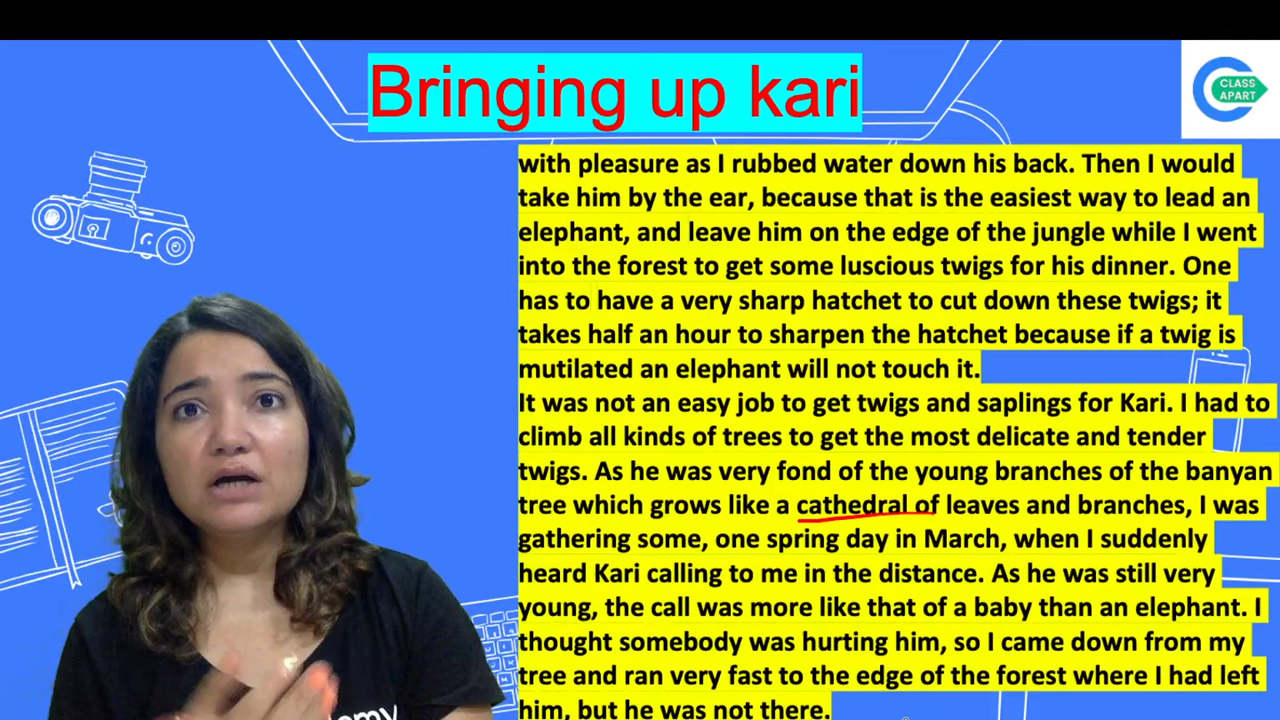 Bringing up kari
CLASS
APART
with pleasure as I rubbed water down his back. Then I would
take him by the ear, because that is the easiest way to lead an
elephant, and leave him on the edge of the jungle while I went
into the forest to get some luscious twigs for his dinner. One
has to have a very sharp hatchet to cut down these twigs; it
takes half an hour to sharpen the hatchet because if a twig is
mutilated an elephant will not touch it.
It was not an easy job to get twigs and saplings for Kari. I had to
climb all kinds of trees to get the most delicate and tender
twigs. As he was very fond of the young branches of the banyan
tree which grows like a cathedral of leaves and branches, I was
gathering some, one spring day in March, when I suddenly
heard Kari calling to me in the distance. As he was still very
young, the call was more like that of a baby than an elephant. I
thought somebody was hurting him, so I came down from my
tree and ran very fast to the edge of the forest where I had left
him, but he was not there.